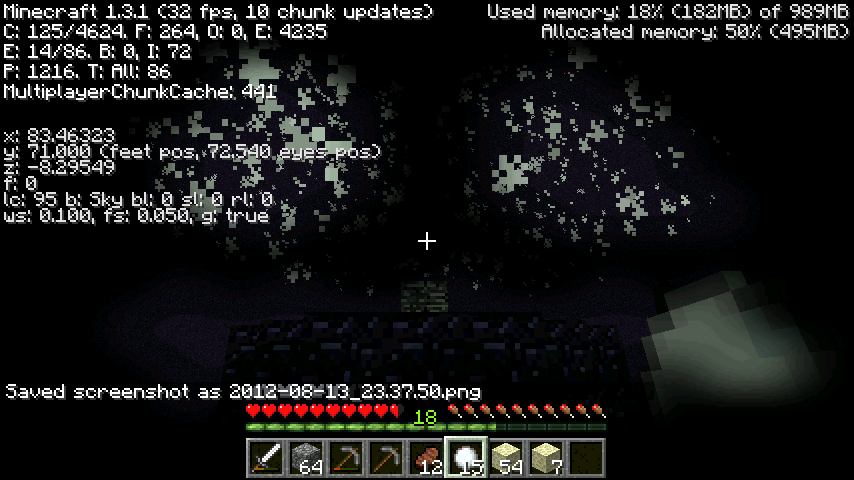 Minecraft 1.3.1 (32 fps, 10 chunk updates)
C: 125/4624. F: 264, O: 0, E: 4235
E: 14/86. B: 0, I: 72
P: 1216. T: All: 86
MultiplayerChunkCache: 441
Used memory: 18% (182MB) of 989MB
Allocated memory: 50% (495MB)
x: 83.46323
y: 71.000 (feet pos, 72.540 eyes pos)
z: -8.29549
f: 0
lc: 95 b: Sky bl: 0 sl: 0 rl: 0
ws: 0.100, fs: 0.050, g: true
Saved screenshot as 2012-08-13_23.37.50.png
18
64 12 15 54 7